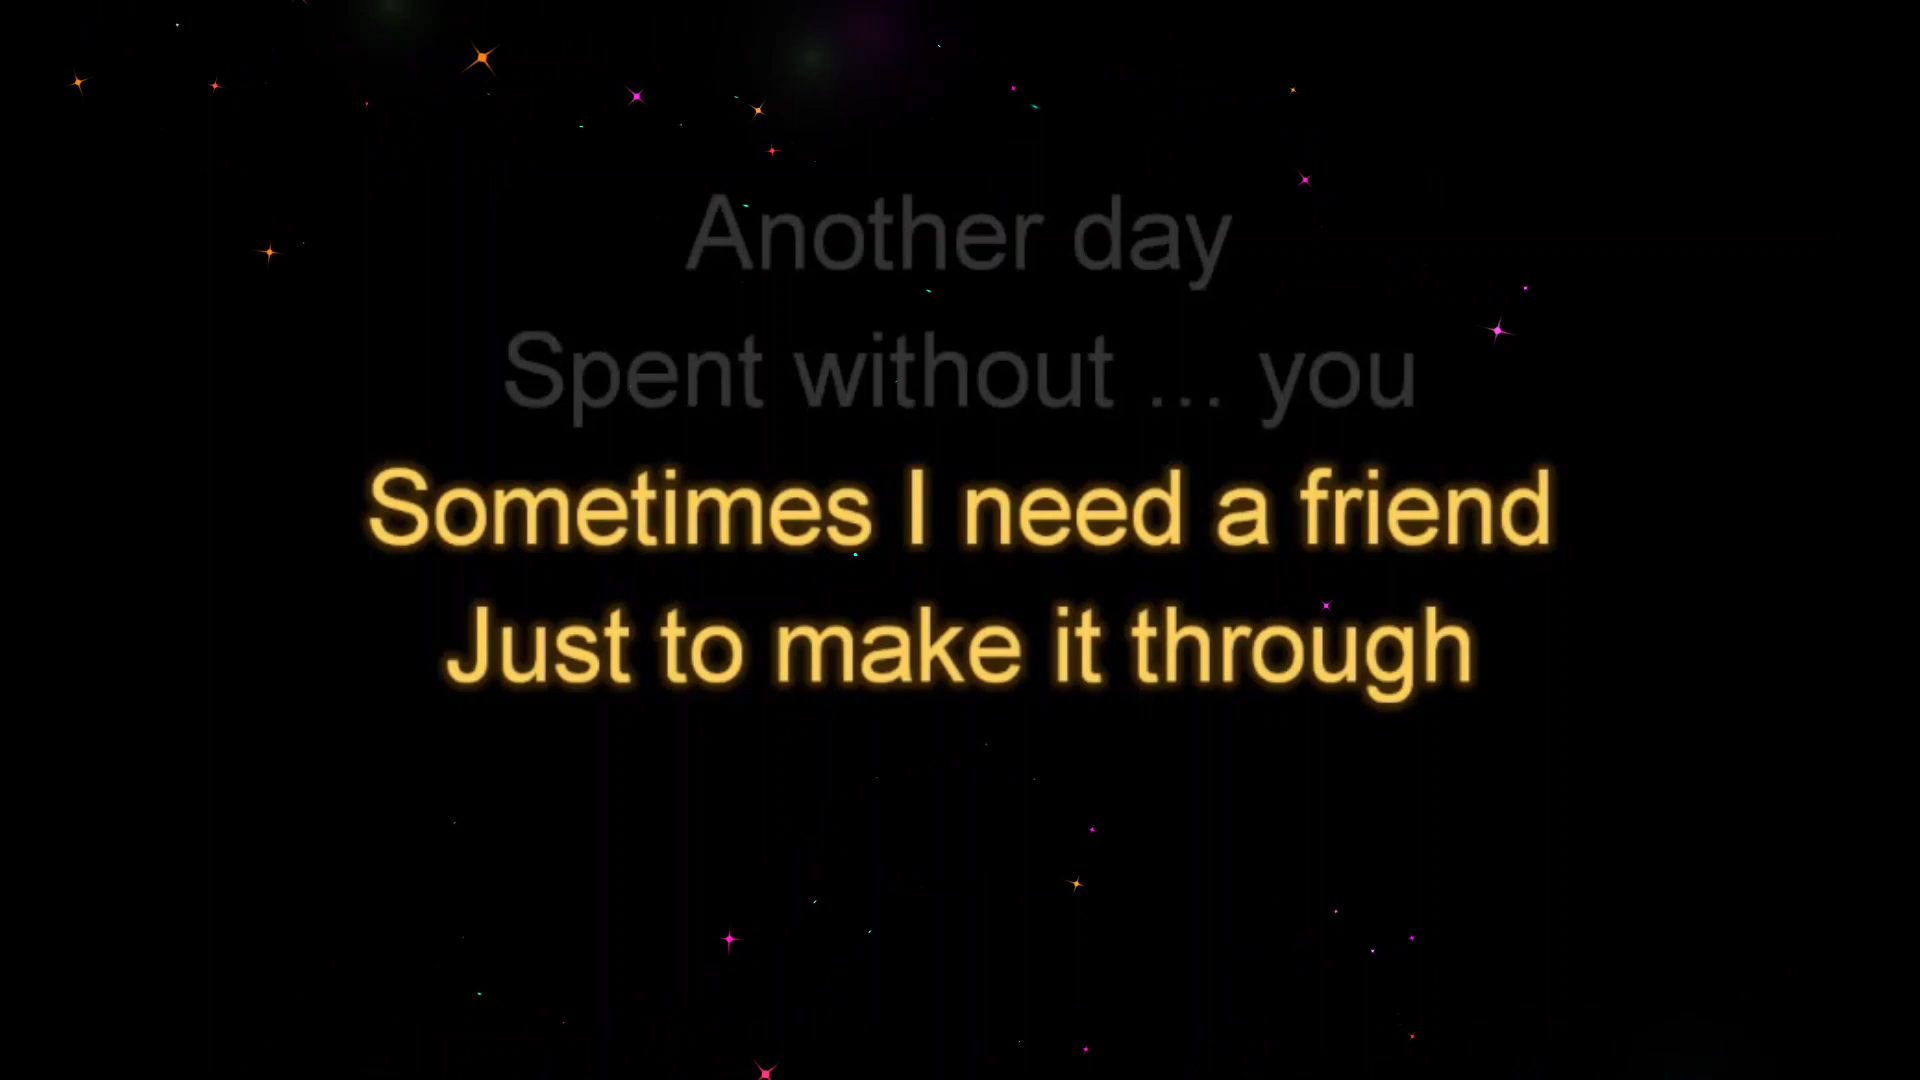 Another day
Spent without ... you
Sometimes I need a friend
Just to make it through